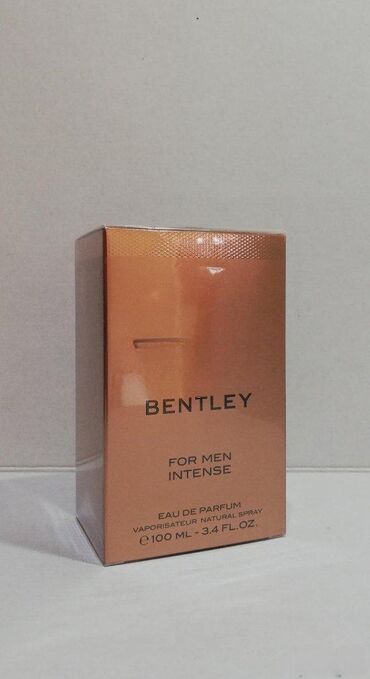 BENTLEY
FOR MEN
INTENSE
EAU DE PARFUM
VAPORISATEUR NATURAL SPRAY
℮100 ML - 3.4 FL.OZ.